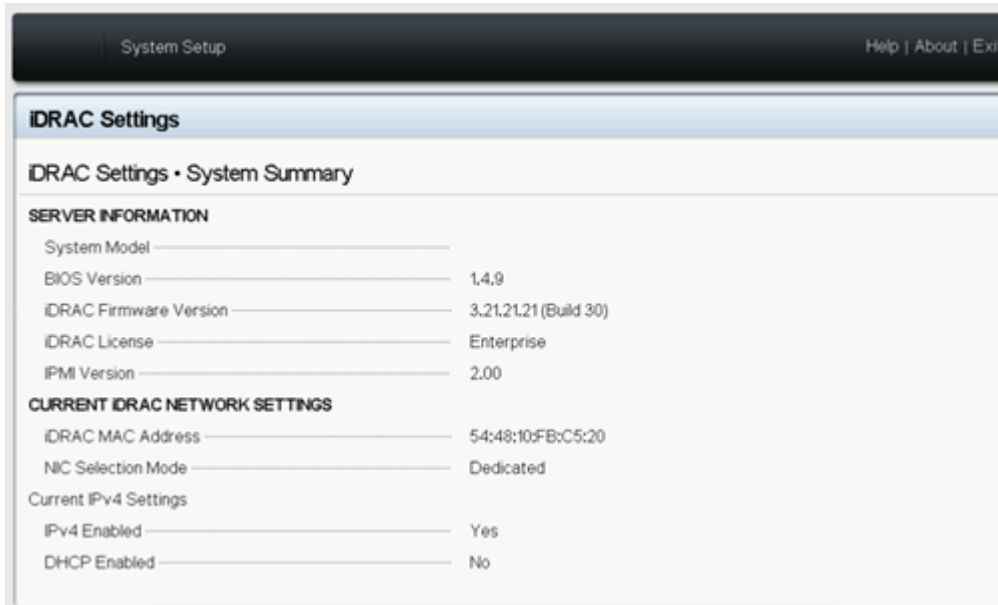 System Setup
Help | About | Exi
iDRAC Settings
iDRAC Settings • System Summary
SERVER INFORMATION
System Model
BIOS Version 1.4.9
iDRAC Firmware Version 3.21.21.21 (Build 30)
iDRAC License Enterprise
IPMI Version 2.00
CURRENT iDRAC NETWORK SETTINGS
iDRAC MAC Address 54:48:10:FB:C5:20
NIC Selection Mode Dedicated
Current IPv4 Settings
IPv4 Enabled Yes
DHCP Enabled No